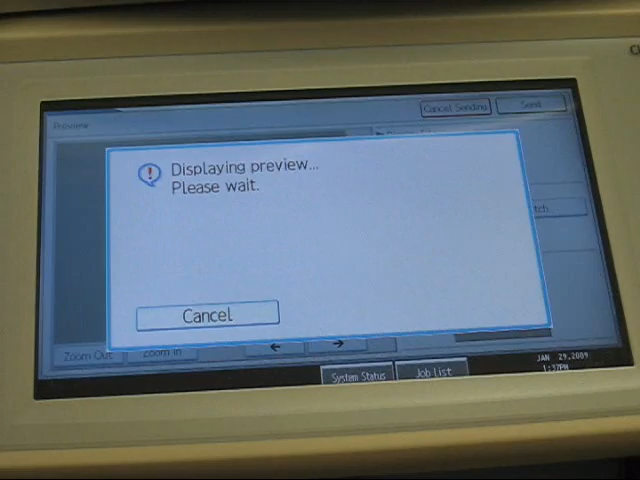 Preview
Cancel Sending
Send
Displaying preview...
Please wait.
Cancel
Zoom Out
Zoom In
System Status
Job List
JAN 29,2009
1:37PM